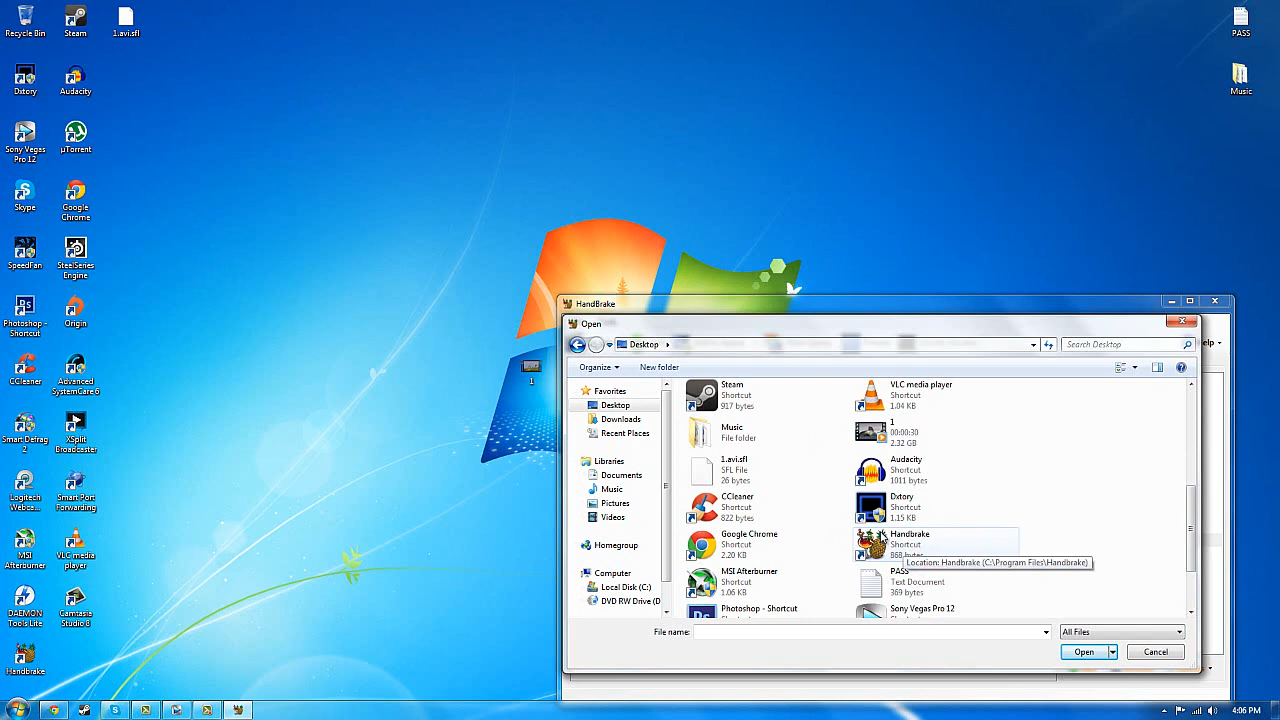 Recycle Bin
Steam
1.avi.sfl
PASS
Dxtory
Audacity
Music
Sony Vegas
Pro 12
µTorrent
Skype
Google
Chrome
SpeedFan
SteelSeries
Engine
Photoshop -
Shortcut
Origin
CCleaner
Advanced
SystemCare 6
1
Smart Defrag
2
XSplit
Broadcaster
Logitech
Webca...
Smart Port
Forwarding
MSI
Afterburner
VLC media
player
DAEMON
Tools Lite
Camtasia
Studio 8
Handbrake
HandBrake
Open
Desktop
Search Desktop
elp
Organize
New folder
Favorites
Desktop
Downloads
Recent Places
Libraries
Documents
Music
Pictures
Videos
Homegroup
Computer
Local Disk (C:)
DVD RW Drive (D
Steam
Shortcut
917 bytes
VLC media player
Shortcut
1.04 KB
Music
File folder
1
00:00:30
2.32 GB
1.avi.sfl
SFL File
26 bytes
Audacity
Shortcut
1011 bytes
CCleaner
Shortcut
822 bytes
Dxtory
Shortcut
1.15 KB
Google Chrome
Shortcut
2.20 KB
Handbrake
Shortcut
868 bytes
Location: Handbrake (C:\Program Files\Handbrake)
MSI Afterburner
Shortcut
1.06 KB
PASS
Text Document
369 bytes
Photoshop - Shortcut
Sony Vegas Pro 12
File name:
All Files
Open
Cancel
4:06 PM